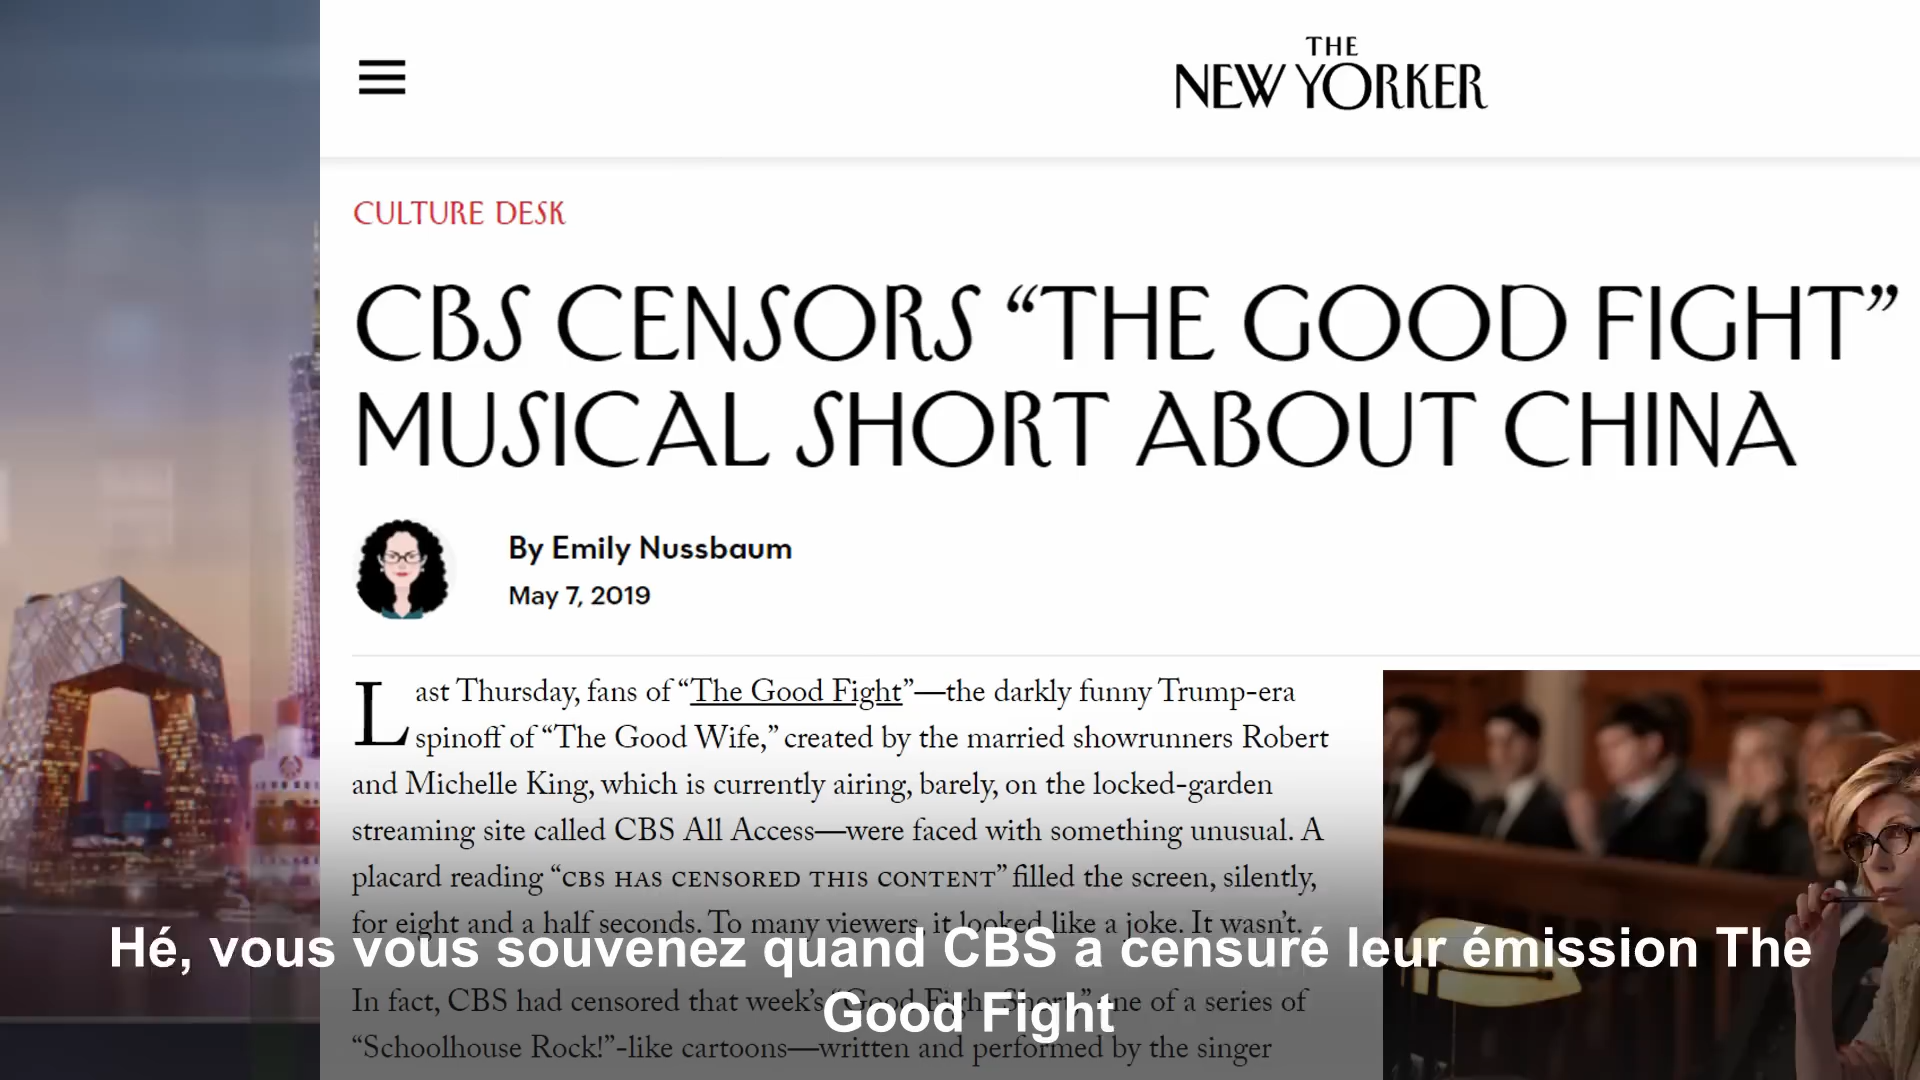 THE
NEW YORKER
CULTURE DESK
CBS CENSORS “THE GOOD FIGHT”
MUSICAL SHORT ABOUT CHINA
By Emily Nussbaum
May 7, 2019
Last Thursday, fans of “The Good Fight”—the darkly funny Trump-era
spinoff of “The Good Wife,” created by the married showrunners Robert
and Michelle King, which is currently airing, barely, on the locked-garden
streaming site called CBS All Access—were faced with something unusual. A
placard reading “CBS HAS CENSORED THIS CONTENT” filled the screen, silently,
for eight and a half seconds. To many viewers, it looked like a joke. It wasn’t.
Hé, vous vous souvenez quand CBS a censuré leur émission The
Good Fight
In fact, CBS had censored that week’s “Good Fight Short,” one of a series of
“Schoolhouse Rock!”-like cartoons—written and performed by the singer